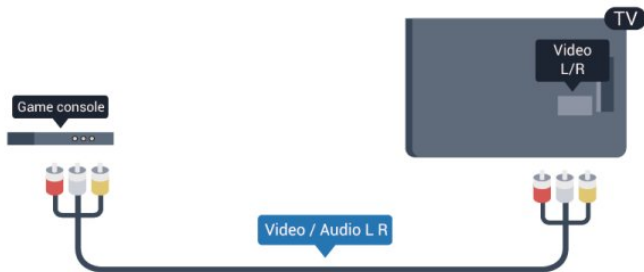 TV
Video
L/R
Game console
Video / Audio L R